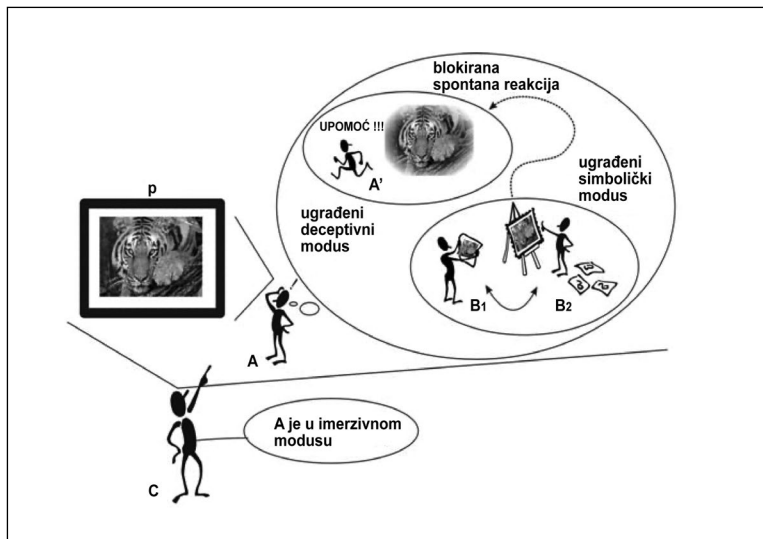 blokirana
spontana reakcija
UPOMOĆ !!!
A’
ugrađeni
simbolički
modus
p
ugrađeni
deceptivni
modus
B1
B2
A
A je u imerzivnom
modusu
C